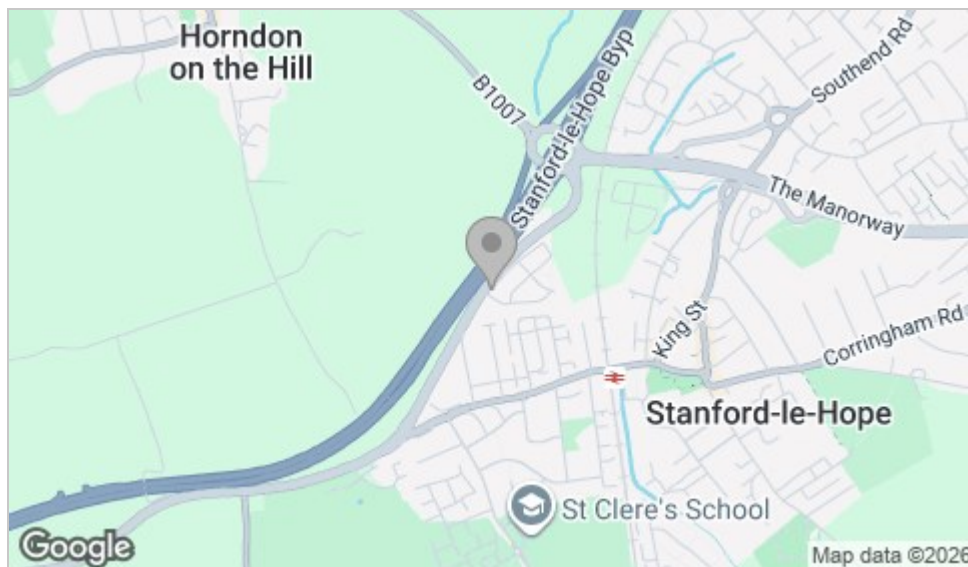 Horndon
on the Hill
B1007
Stanford-le-Hope Byp
Southend Rd
The Manorway
King St
Corringham Rd
Stanford-le-Hope
St Clere's School
Google
Map data ©2026